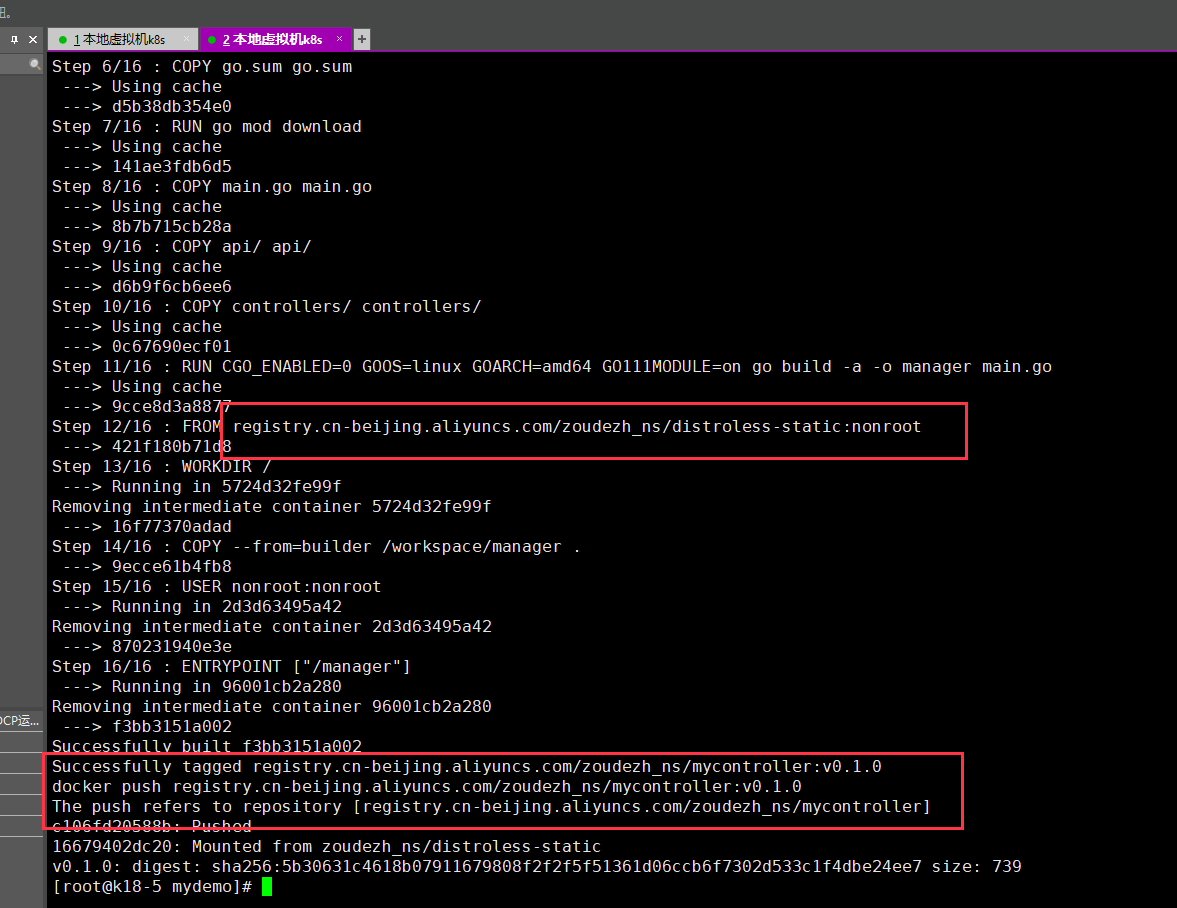 1 本地虚拟机k8s
2 本地虚拟机k8s
Step 6/16 : COPY go.sum go.sum
 ---> Using cache
 ---> d5b38db354e0
Step 7/16 : RUN go mod download
 ---> Using cache
 ---> 141ae3fdb6d5
Step 8/16 : COPY main.go main.go
 ---> Using cache
 ---> 8b7b715cb28a
Step 9/16 : COPY api/ api/
 ---> Using cache
 ---> d6b9f6cb6ee6
Step 10/16 : COPY controllers/ controllers/
 ---> Using cache
 ---> 0c67690ecf01
Step 11/16 : RUN CGO_ENABLED=0 GOOS=linux GOARCH=amd64 GO111MODULE=on go build -a -o manager main.go
 ---> Using cache
 ---> 9cce8d3a8877
Step 12/16 : FROM registry.cn-beijing.aliyuncs.com/zoudezh_ns/distroless-static:nonroot
 ---> 421f180b71d8
Step 13/16 : WORKDIR /
 ---> Running in 5724d32fe99f
Removing intermediate container 5724d32fe99f
 ---> 16f77370adad
Step 14/16 : COPY --from=builder /workspace/manager .
 ---> 9ecce61b4fb8
Step 15/16 : USER nonroot:nonroot
 ---> Running in 2d3d63495a42
Removing intermediate container 2d3d63495a42
 ---> 870231940e3e
Step 16/16 : ENTRYPOINT ["/manager"]
 ---> Running in 96001cb2a280
Removing intermediate container 96001cb2a280
 ---> f3bb3151a002
Successfully built f3bb3151a002
Successfully tagged registry.cn-beijing.aliyuncs.com/zoudezh_ns/mycontroller:v0.1.0
docker push registry.cn-beijing.aliyuncs.com/zoudezh_ns/mycontroller:v0.1.0
The push refers to repository [registry.cn-beijing.aliyuncs.com/zoudezh_ns/mycontroller]
c106fd20588b: Pushed
16679402dc20: Mounted from zoudezh_ns/distroless-static
v0.1.0: digest: sha256:5b30631c4618b07911679808f2f2f5f51361d06ccb6f7302d533c1f4dbe24ee7 size: 739
[root@k18-5 mydemo]#
CP运...